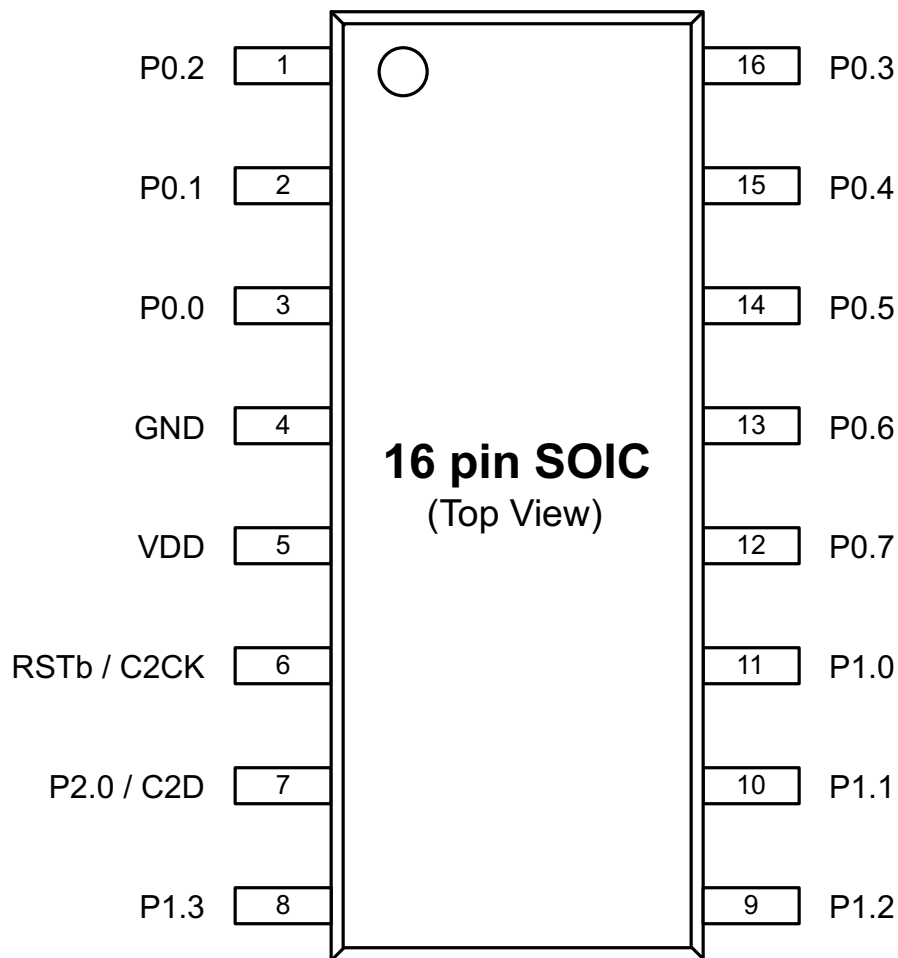 P0.2 1 16 P0.3
P0.1 2 15 P0.4
P0.0 3 14 P0.5
GND 4 13 P0.6
16 pin SOIC
(Top View)
VDD 5 12 P0.7
RSTb / C2CK 6 11 P1.0
P2.0 / C2D 7 10 P1.1
P1.3 8 9 P1.2